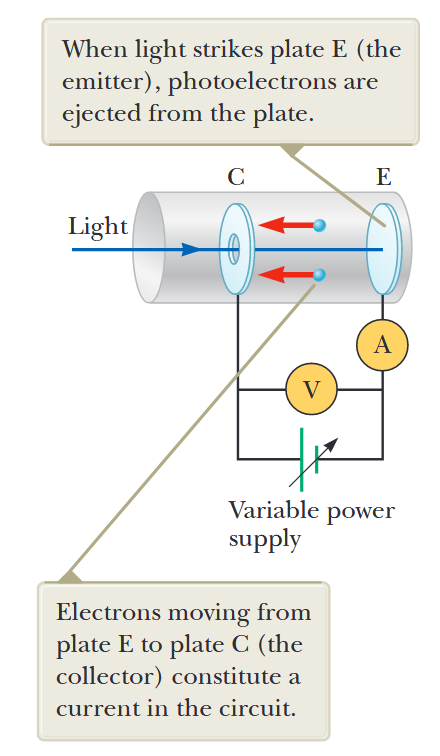 When light strikes plate E (the
emitter), photoelectrons are
ejected from the plate.
C
E
Light
A
V
Variable power
supply
Electrons moving from
plate E to plate C (the
collector) constitute a
current in the circuit.